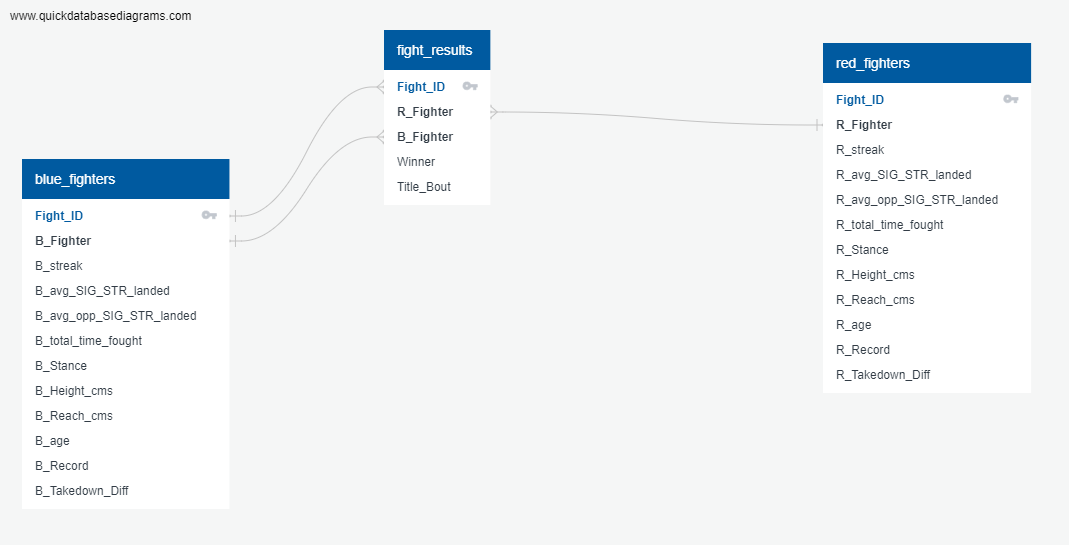 www.quickdatabasediagrams.com
fight_results
Fight_ID
R_Fighter
B_Fighter
Winner
Title_Bout
red_fighters
Fight_ID
R_Fighter
R_streak
R_avg_SIG_STR_landed
R_avg_opp_SIG_STR_landed
R_total_time_fought
R_Stance
R_Height_cms
R_Reach_cms
R_age
R_Record
R_Takedown_Diff
blue_fighters
Fight_ID
B_Fighter
B_streak
B_avg_SIG_STR_landed
B_avg_opp_SIG_STR_landed
B_total_time_fought
B_Stance
B_Height_cms
B_Reach_cms
B_age
B_Record
B_Takedown_Diff